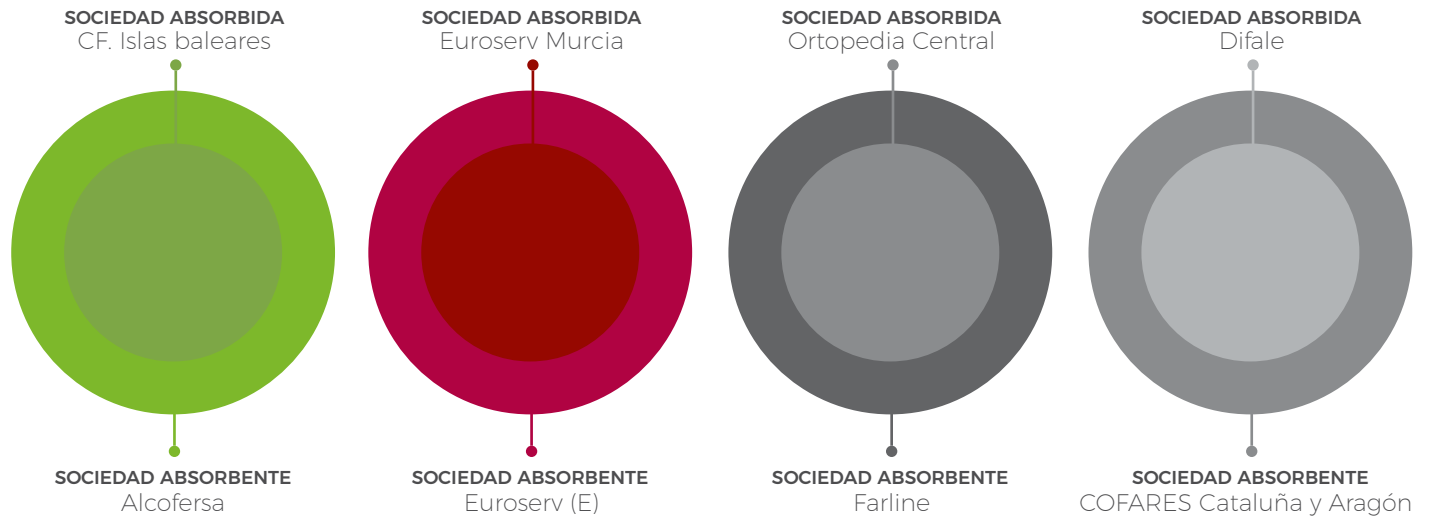 SOCIEDAD ABSORBIDA
CF. Islas baleares
SOCIEDAD ABSORBIDA
Euroserv Murcia
SOCIEDAD ABSORBIDA
Ortopedia Central
SOCIEDAD ABSORBIDA
Difale
SOCIEDAD ABSORBENTE
Alcofersa
SOCIEDAD ABSORBENTE
Euroserv (E)
SOCIEDAD ABSORBENTE
Farline
SOCIEDAD ABSORBENTE
COFARES Cataluña y Aragón